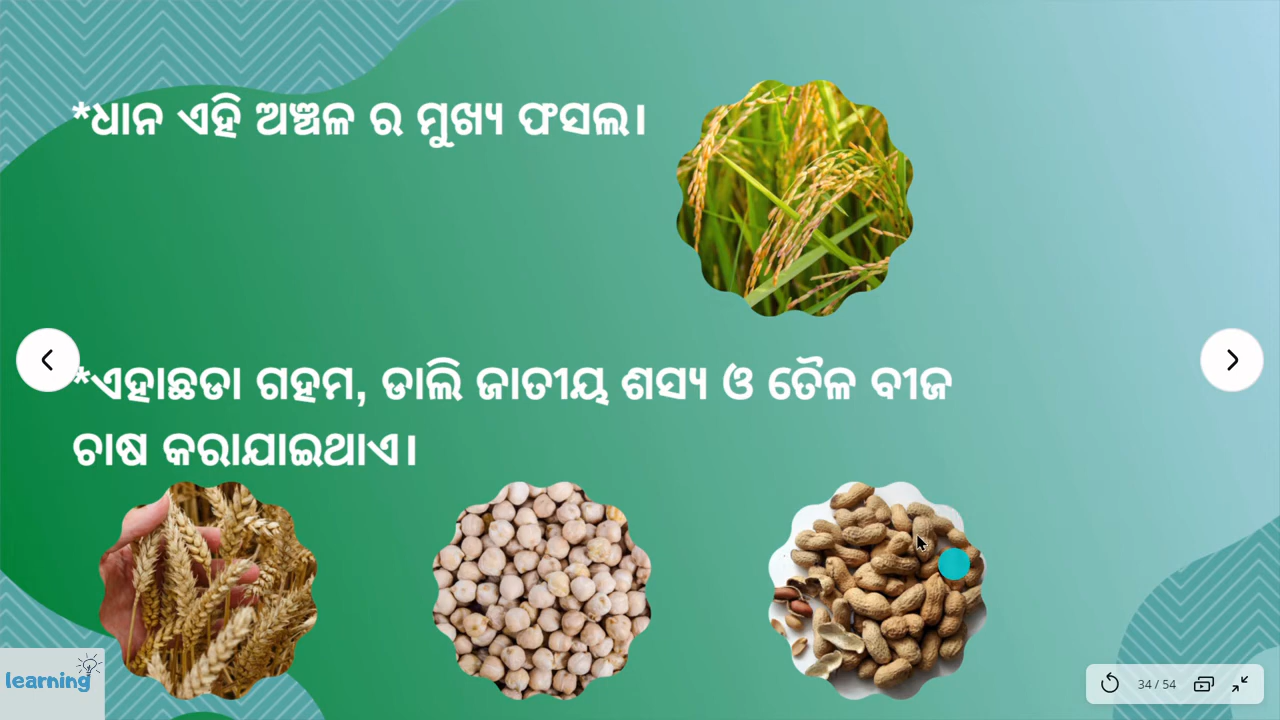 *ଧାନ ଏହି ଅଞ୍ଚଳ ର ମୁଖ୍ୟ ଫସଲ।
*ଏହାଛଡା ଗହମ, ଡାଲି ଜାତୀୟ ଶସ୍ୟ ଓ ତୈଳ ବୀଜ
ଚାଷ କରାଯାଇଥାଏ।
learning
34 / 54